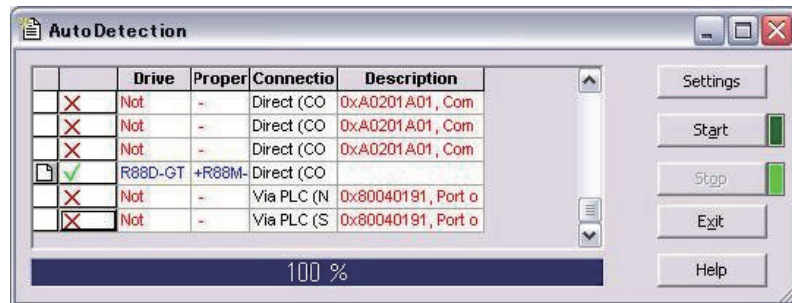 AutoDetection
Drive Proper Connectio Description
Not - Direct (CO 0xA0201A01, Com
Not - Direct (CO 0xA0201A01, Com
Not - Direct (CO 0xA0201A01, Com
R88D-GT +R88M- Direct (CO
Not - Via PLC (N 0x80040191, Port o
Not - Via PLC (S 0x80040191, Port o
100 %
Settings
Start
Stop
Exit
Help